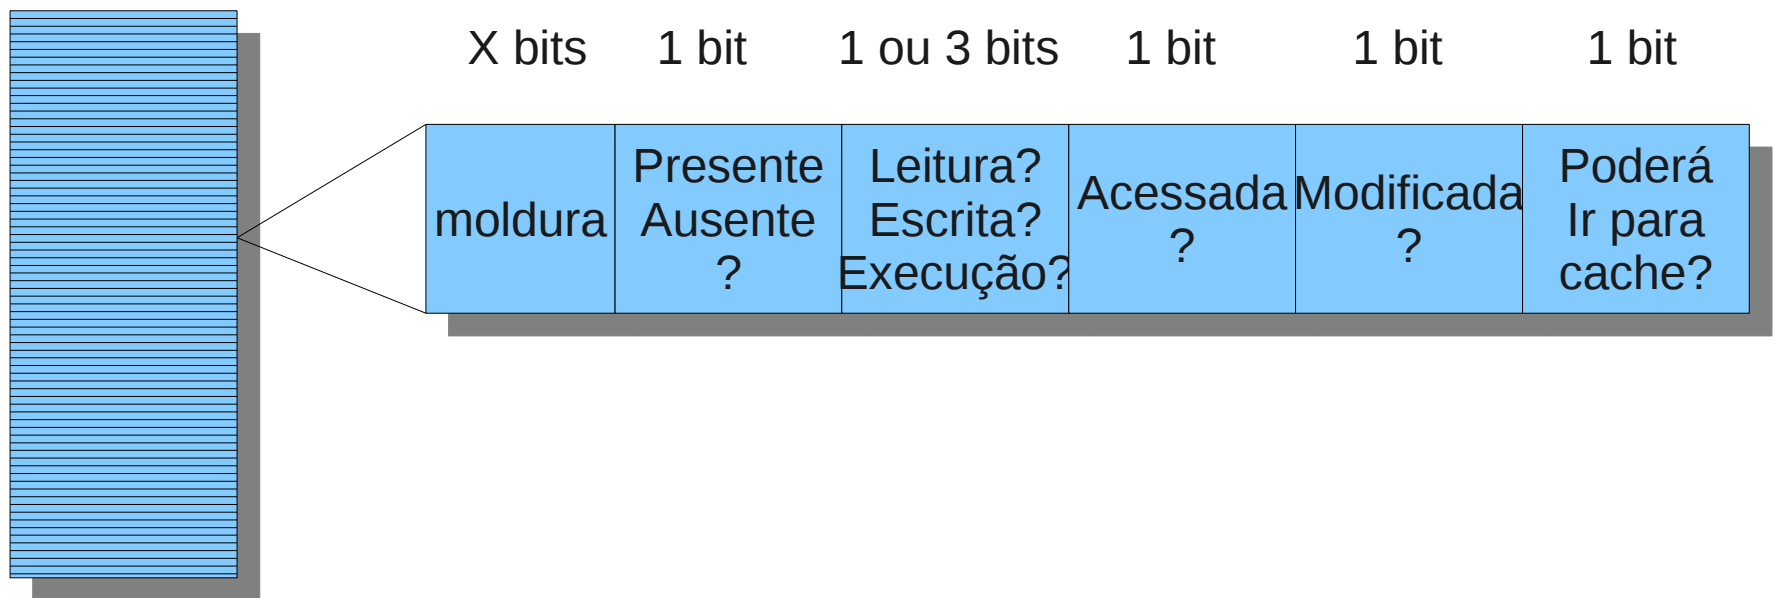 X bits 1 bit 1 ou 3 bits 1 bit 1 bit 1 bit
moldura
Presente
Ausente
?
Leitura?
Escrita?
Execução?
Acessada
?
Modificada
?
Poderá
Ir para
cache?